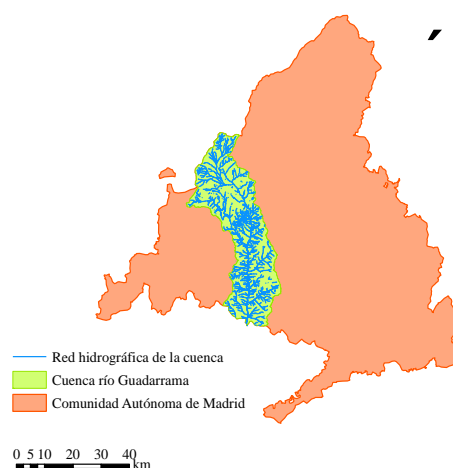 Red hidrográfica de la cuenca
Cuenca río Guadarrama
Comunidad Autónoma de Madrid
0 5 10 20 30 40
km